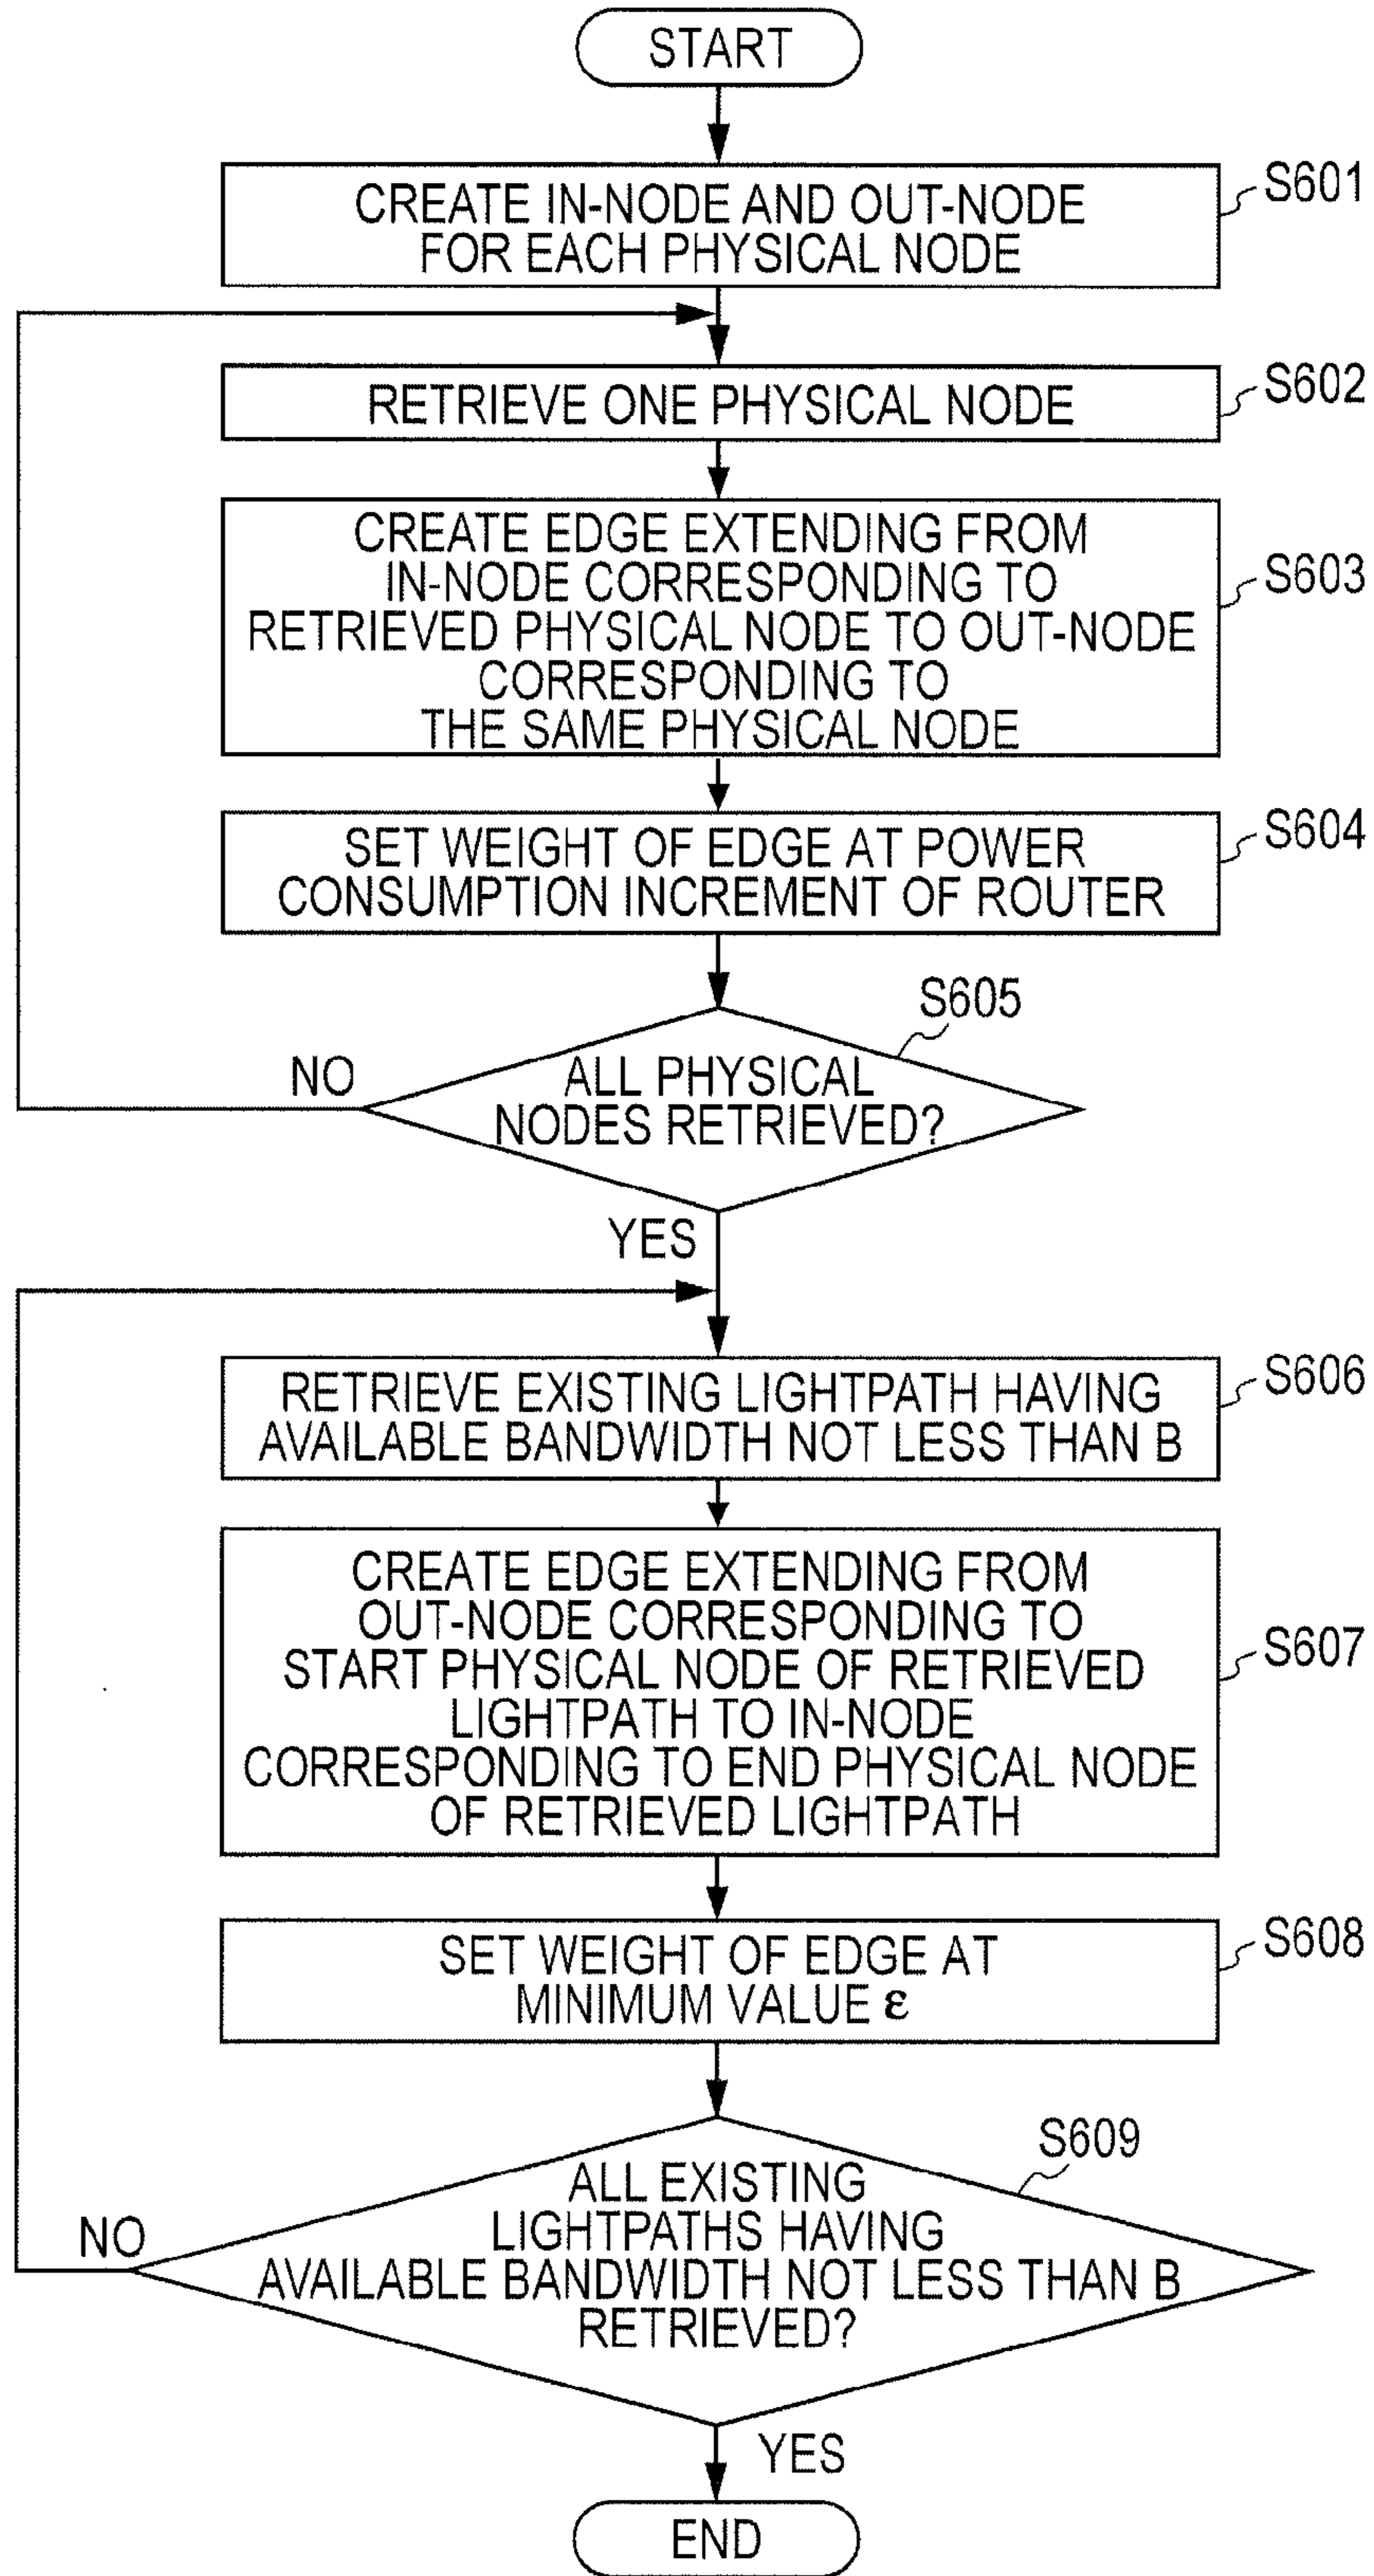 START
CREATE IN-NODE AND OUT-NODE
FOR EACH PHYSICAL NODE
S601
RETRIEVE ONE PHYSICAL NODE
S602
CREATE EDGE EXTENDING FROM
IN-NODE CORRESPONDING TO
RETRIEVED PHYSICAL NODE TO OUT-NODE
CORRESPONDING TO
THE SAME PHYSICAL NODE
S603
SET WEIGHT OF EDGE AT POWER
CONSUMPTION INCREMENT OF ROUTER
S604
S605
NO
ALL PHYSICAL
NODES RETRIEVED?
YES
RETRIEVE EXISTING LIGHTPATH HAVING
AVAILABLE BANDWIDTH NOT LESS THAN B
S606
CREATE EDGE EXTENDING FROM
OUT-NODE CORRESPONDING TO
START PHYSICAL NODE OF RETRIEVED
LIGHTPATH TO IN-NODE
CORRESPONDING TO END PHYSICAL NODE
OF RETRIEVED LIGHTPATH
S607
SET WEIGHT OF EDGE AT
MINIMUM VALUE ε
S608
S609
NO
ALL EXISTING
LIGHTPATHS HAVING
AVAILABLE BANDWIDTH NOT LESS THAN B
RETRIEVED?
YES
END